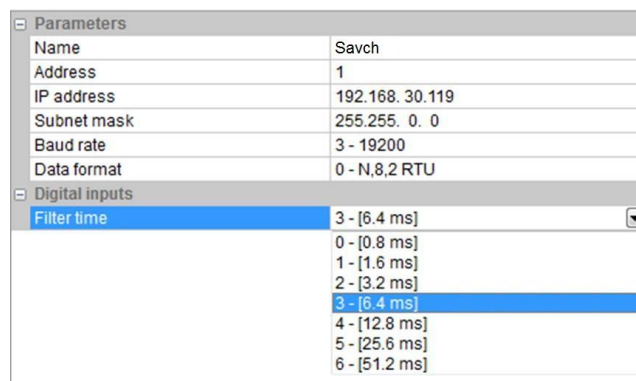 Parameters
Name Savch
Address 1
IP address 192.168. 30.119
Subnet mask 255.255. 0. 0
Baud rate 3 - 19200
Data format 0 - N,8,2 RTU
Digital inputs
Filter time 3 - [6.4 ms]
0 - [0.8 ms]
1 - [1.6 ms]
2 - [3.2 ms]
3 - [6.4 ms]
4 - [12.8 ms]
5 - [25.6 ms]
6 - [51.2 ms]